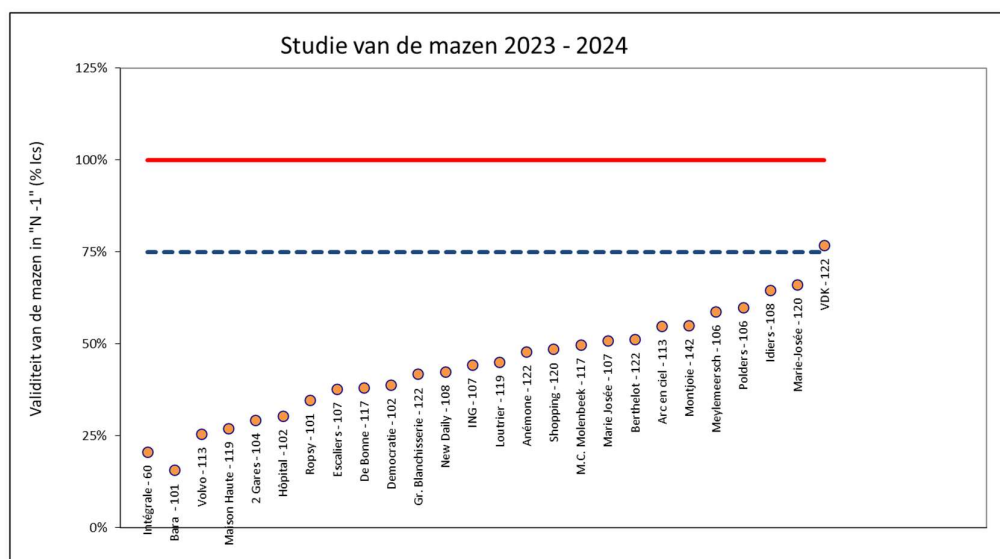 Studie van de mazen 2023 - 2024
Validiteit van de mazen in "N -1" (% Ics)
125%
100%
75%
50%
25%
0%
Intégrale - 60
Bara - 101
Volvo - 113
Maison Haute - 119
2 Gares - 104
Hôpital - 102
Ropsy - 101
Escaliers - 107
De Bonne - 117
Democratie - 102
Gr. Blanchisserie - 122
New Daily - 108
ING - 107
Loutrier - 119
Anémone - 122
Shopping - 120
M.C. Molenbeek - 117
Marie Josée - 107
Berthelot - 122
Arc en ciel - 113
Montjoie - 142
Meylemeersch - 106
Polders - 106
Idiers - 108
Marie-Josée - 120
VDK - 122